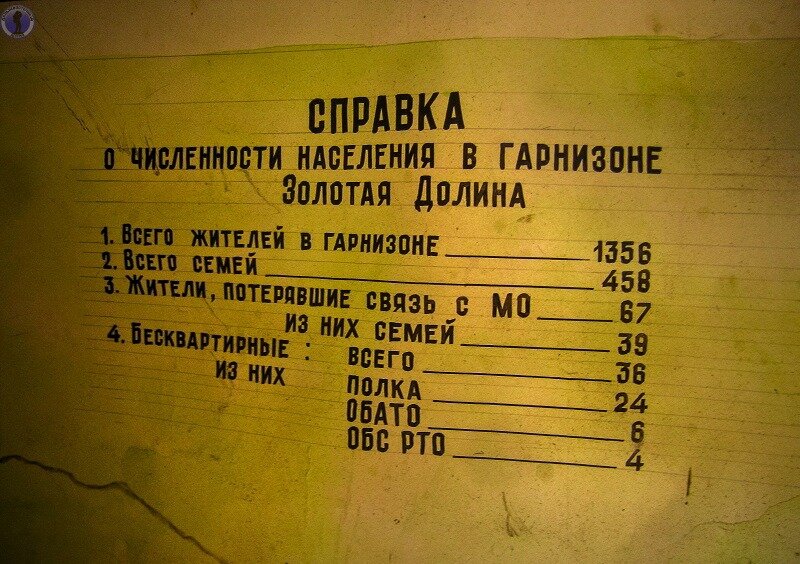 СПРАВКА
О ЧИСЛЕННОСТИ НАСЕЛЕНИЯ В ГАРНИЗОНЕ
ЗОЛОТАЯ ДОЛИНА
1. ВСЕГО ЖИТЕЛЕЙ В ГАРНИЗОНЕ 1356
2. ВСЕГО СЕМЕЙ 458
3. ЖИТЕЛИ, ПОТЕРЯВШИЕ СВЯЗЬ С МО 67
ИЗ НИХ СЕМЕЙ 39
4. БЕСКВАРТИРНЫЕ : ВСЕГО 36
ИЗ НИХ ПОЛКА 24
ОБАТО 6
ОБС РТО 4